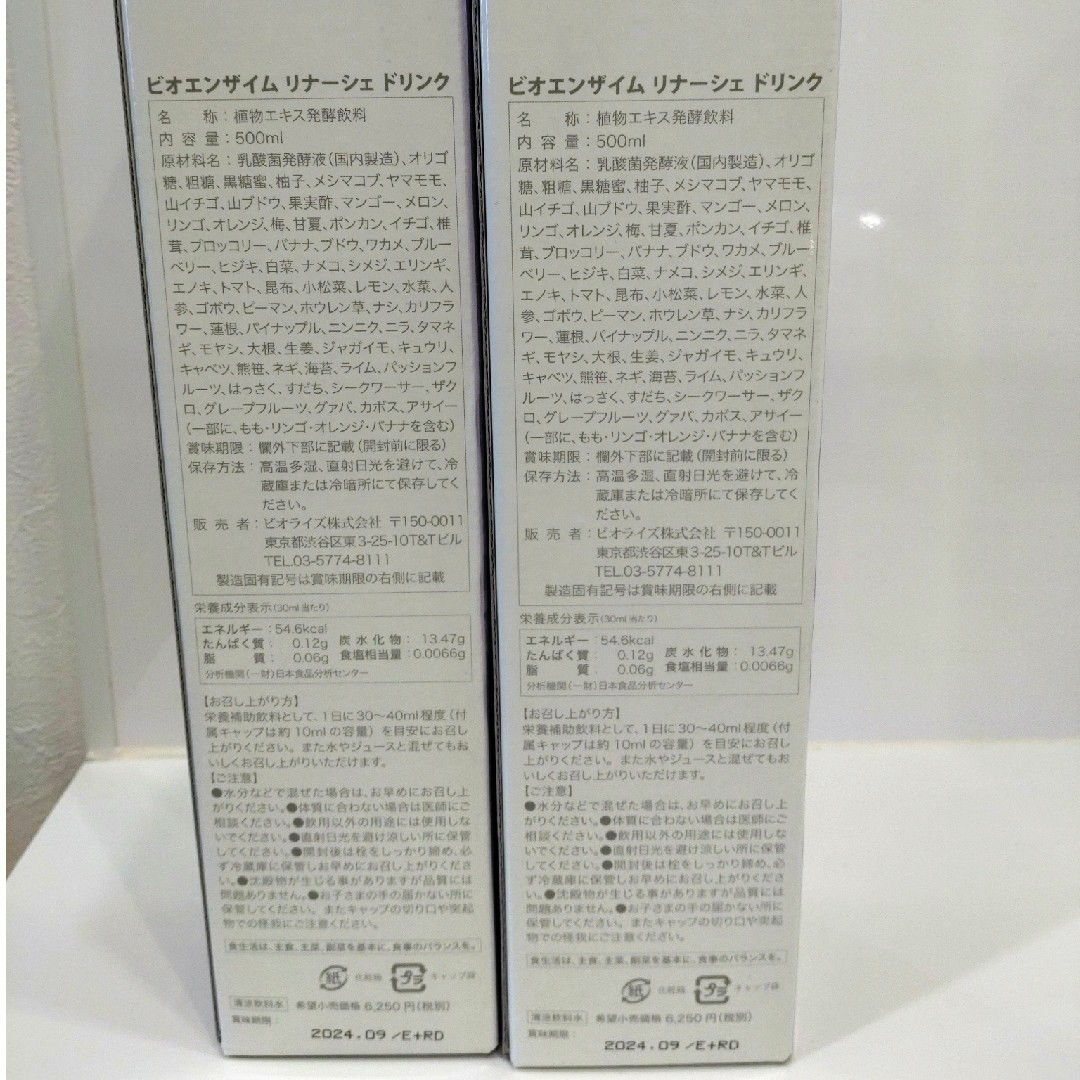 ビオエンザイム リナーシェ ドリンク
名　　称：植物エキス発酵飲料
内 容 量：500ml
原材料名：乳酸菌発酵液（国内製造）、オリゴ
糖、粗糖、黒糖蜜、柚子、メシマコブ、ヤマモモ、
山イチゴ、山ブドウ、果実酢、マンゴー、メロン、
リンゴ、オレンジ、梅、甘夏、ポンカン、イチゴ、椎
茸、ブロッコリー、バナナ、ブドウ、ワカメ、ブルー
ベリー、ヒジキ、白菜、ナメコ、シメジ、エリンギ、
エノキ、トマト、昆布、小松菜、レモン、水菜、人
参、ゴボウ、ピーマン、ホウレン草、ナシ、カリフラ
ワー、蓮根、パイナップル、ニンニク、ニラ、タマネ
ギ、モヤシ、大根、生姜、ジャガイモ、キュウリ、
キャベツ、熊笹、ネギ、海苔、ライム、パッションフ
ルーツ、はっさく、すだち、シークワーサー、ザク
ロ、グレープフルーツ、グァバ、カボス、アサイー
（一部に、もも・リンゴ・オレンジ・バナナを含む）
賞味期限：欄外下部に記載（開封前に限る）
保存方法：高温多湿、直射日光を避けて、冷
蔵庫または冷暗所にて保存してく
ださい。
販 売 者：ビオライズ株式会社 〒150-0011
東京都渋谷区東3-25-10T&Tビル
TEL.03-5774-8111
製造固有記号は賞味期限の右側に記載
栄養成分表示（30ml当たり）
エネルギー：54.6kcal
たんぱく質： 0.12g 炭水化物： 13.47g
脂　　質： 0.06g 食塩相当量：0.0066g
分析機関（一財）日本食品分析センター
【お召し上がり方】
栄養補助飲料として、1日に30～40ml程度（付
属キャップは約10mlの容量）を目安にお召し
上がりください。また水やジュースと混ぜてもお
いしくお召し上がりいただけます。
【ご注意】
●水分などで混ぜた場合は、お早めにお召し上
がりください。●体質に合わない場合は医師にご
相談ください。●飲用以外の用途には使用しな
いでください。●直射日光を避け涼しい所に保管
してください。●開封後は栓をしっかり締め、必
ず冷蔵庫に保管しお早めにお召し上がりくださ
い。●沈殿物が生じる事がありますが品質には
問題ありません。●お子さまの手の届かない所に
保管してください。またキャップの切り口や突起
物での怪我にご注意ください。
食生活は、主食、主菜、副菜を基本に、食事のバランスを。
紙 化粧箱 プラ キャップ 袋
清涼飲料水 希望小売価格 6,250円（税別）
賞味期限：
2024.09 /E+RD
ビオエンザイム リナーシェ ドリンク
名　　称：植物エキス発酵飲料
内 容 量：500ml
原材料名：乳酸菌発酵液（国内製造）、オリゴ
糖、粗糖、黒糖蜜、柚子、メシマコブ、ヤマモモ、
山イチゴ、山ブドウ、果実酢、マンゴー、メロン、
リンゴ、オレンジ、梅、甘夏、ポンカン、イチゴ、椎
茸、ブロッコリー、バナナ、ブドウ、ワカメ、ブルー
ベリー、ヒジキ、白菜、ナメコ、シメジ、エリンギ、
エノキ、トマト、昆布、小松菜、レモン、水菜、人
参、ゴボウ、ピーマン、ホウレン草、ナシ、カリフラ
ワー、蓮根、パイナップル、ニンニク、ニラ、タマネ
ギ、モヤシ、大根、生姜、ジャガイモ、キュウリ、
キャベツ、熊笹、ネギ、海苔、ライム、パッションフ
ルーツ、はっさく、すだち、シークワーサー、ザク
ロ、グレープフルーツ、グァバ、カボス、アサイー
（一部に、もも・リンゴ・オレンジ・バナナを含む）
賞味期限：欄外下部に記載（開封前に限る）
保存方法：高温多湿、直射日光を避けて、冷
蔵庫または冷暗所にて保存してく
ださい。
販 売 者：ビオライズ株式会社 〒150-0011
東京都渋谷区東3-25-10T&Tビル
TEL.03-5774-8111
製造固有記号は賞味期限の右側に記載
栄養成分表示（30ml当たり）
エネルギー：54.6kcal
たんぱく質： 0.12g 炭水化物： 13.47g
脂　　質： 0.06g 食塩相当量：0.0066g
分析機関（一財）日本食品分析センター
【お召し上がり方】
栄養補助飲料として、1日に30～40ml程度（付
属キャップは約10mlの容量）を目安にお召し
上がりください。また水やジュースと混ぜてもお
いしくお召し上がりいただけます。
【ご注意】
●水分などで混ぜた場合は、お早めにお召し上
がりください。●体質に合わない場合は医師にご
相談ください。●飲用以外の用途には使用しな
いでください。●直射日光を避け涼しい所に保管
してください。●開封後は栓をしっかり締め、必
ず冷蔵庫に保管しお早めにお召し上がりくださ
い。●沈殿物が生じる事がありますが品質には
問題ありません。●お子さまの手の届かない所に
保管してください。またキャップの切り口や突起
物での怪我にご注意ください。
食生活は、主食、主菜、副菜を基本に、食事のバランスを。
紙 化粧箱 プラ キャップ 袋
清涼飲料水 希望小売価格 6,250円（税別）
賞味期限：
2024.09 /E+RD